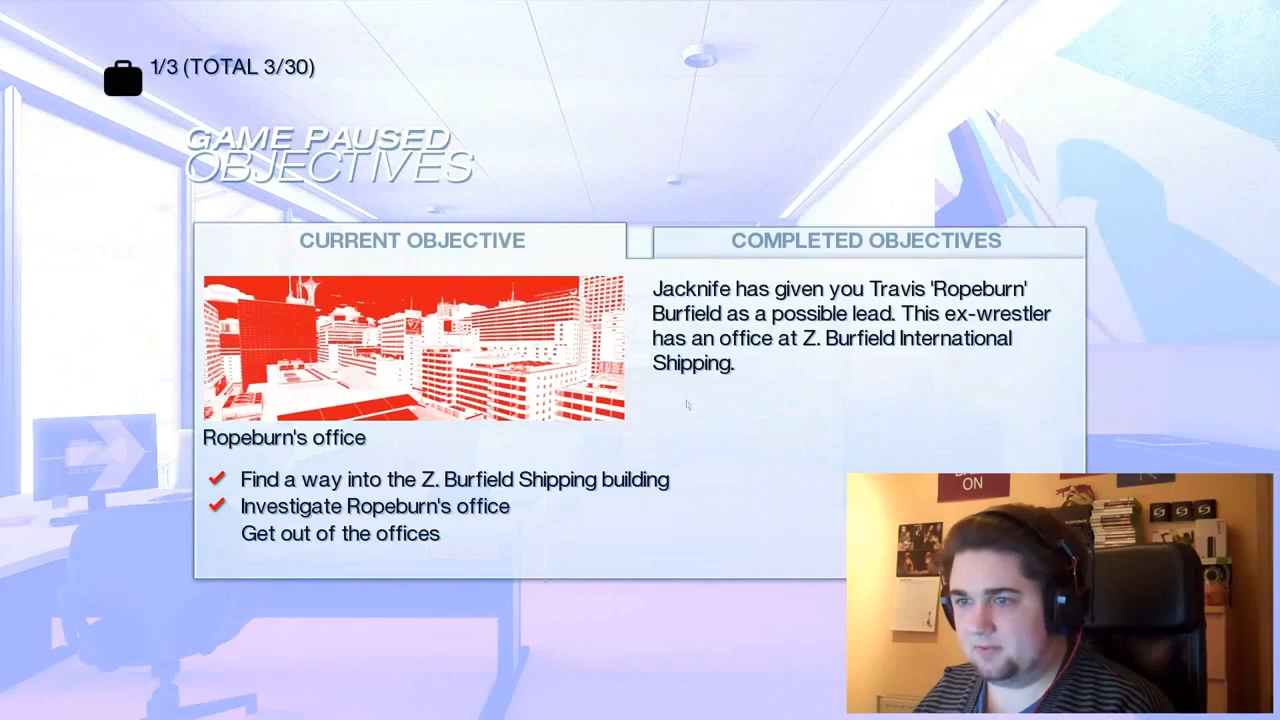 1/3 (TOTAL 3/30)
GAME PAUSED
OBJECTIVES
CURRENT OBJECTIVE
COMPLETED OBJECTIVES
Jacknife has given you Travis 'Ropeburn'
Burfield as a possible lead. This ex-wrestler
has an office at Z. Burfield International
Shipping.
Ropeburn's office
Find a way into the Z. Burfield Shipping building
Investigate Ropeburn's office
Get out of the offices
ON